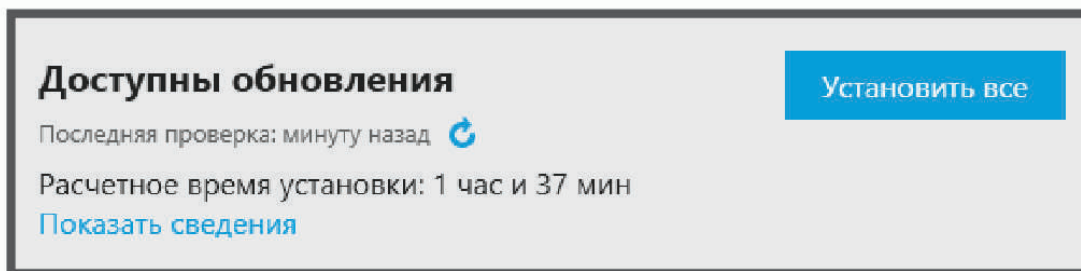 Доступны обновления
Установить все
Последняя проверка: минуту назад
Расчетное время установки: 1 час и 37 мин
Показать сведения